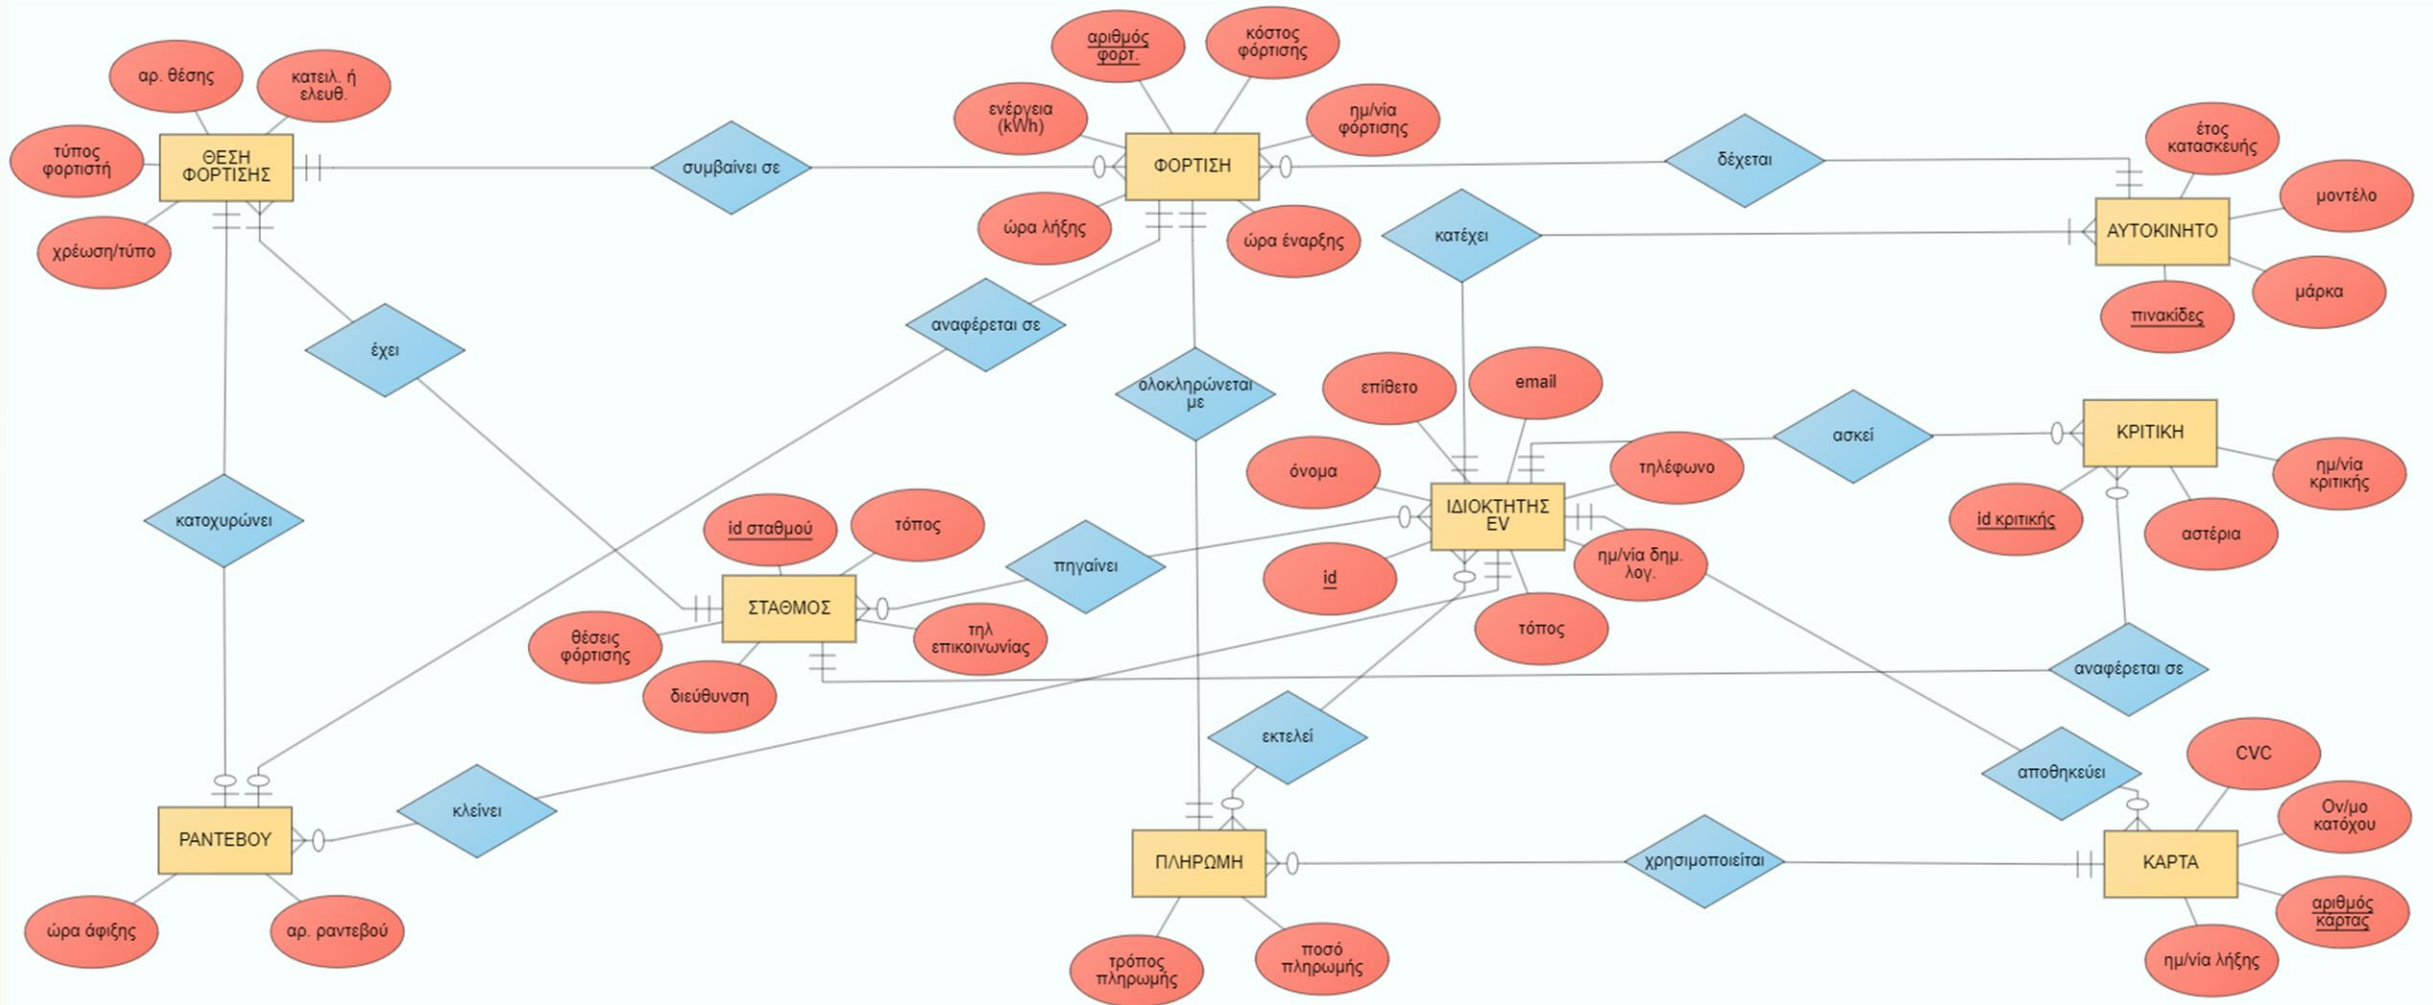 αριθμός
φορτ.
κόστος
φόρτισης
αρ. θέσης
κατειλ. ή
ελευθ.
ενέργεια
(kWh)
ημ/νία
φόρτισης
τύπος
φορτιστή
ΘΕΣΗ
ΦΟΡΤΙΣΗΣ
συμβαίνει σε
ΦΟΡΤΙΣΗ
δέχεται
έτος
κατασκευής
μοντέλο
χρέωση/τύπο
ώρα λήξης
ώρα έναρξης
κατέχει
ΑΥΤΟΚΙΝΗΤΟ
μάρκα
πινακίδες
έχει
αναφέρεται σε
ολοκληρώνεται
με
επίθετο
email
όνομα
τηλέφωνο
ασκεί
ΚΡΙΤΙΚΗ
ημ/νία
κριτικής
κατοχυρώνει
id σταθμού
τόπος
ΙΔΙΟΚΤΗΤΗΣ
EV
id κριτικής
αστέρια
πηγαίνει
id
ημ/νία δημ.
λογ.
ΣΤΑΘΜΟΣ
θέσεις
φόρτισης
τηλ
επικοινωνίας
τόπος
διεύθυνση
αναφέρεται σε
εκτελεί
αποθηκεύει
CVC
κλείνει
Ον/μο
κατόχου
ΡΑΝΤΕΒΟΥ
ΠΛΗΡΩΜΗ
χρησιμοποιείται
ΚΑΡΤΑ
ώρα άφιξης
αρ. ραντεβού
αριθμός
κάρτας
τρόπος
πληρωμής
ποσό
πληρωμής
ημ/νία λήξης